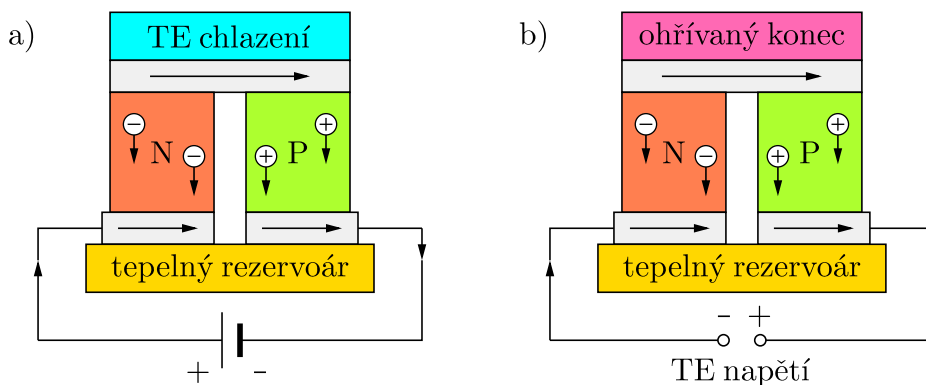 a)
TE chlazení
− − N
+ + P
tepelný rezervoár
+ -
b)
ohřívaný konec
− − N
+ + P
tepelný rezervoár
- +
TE napětí